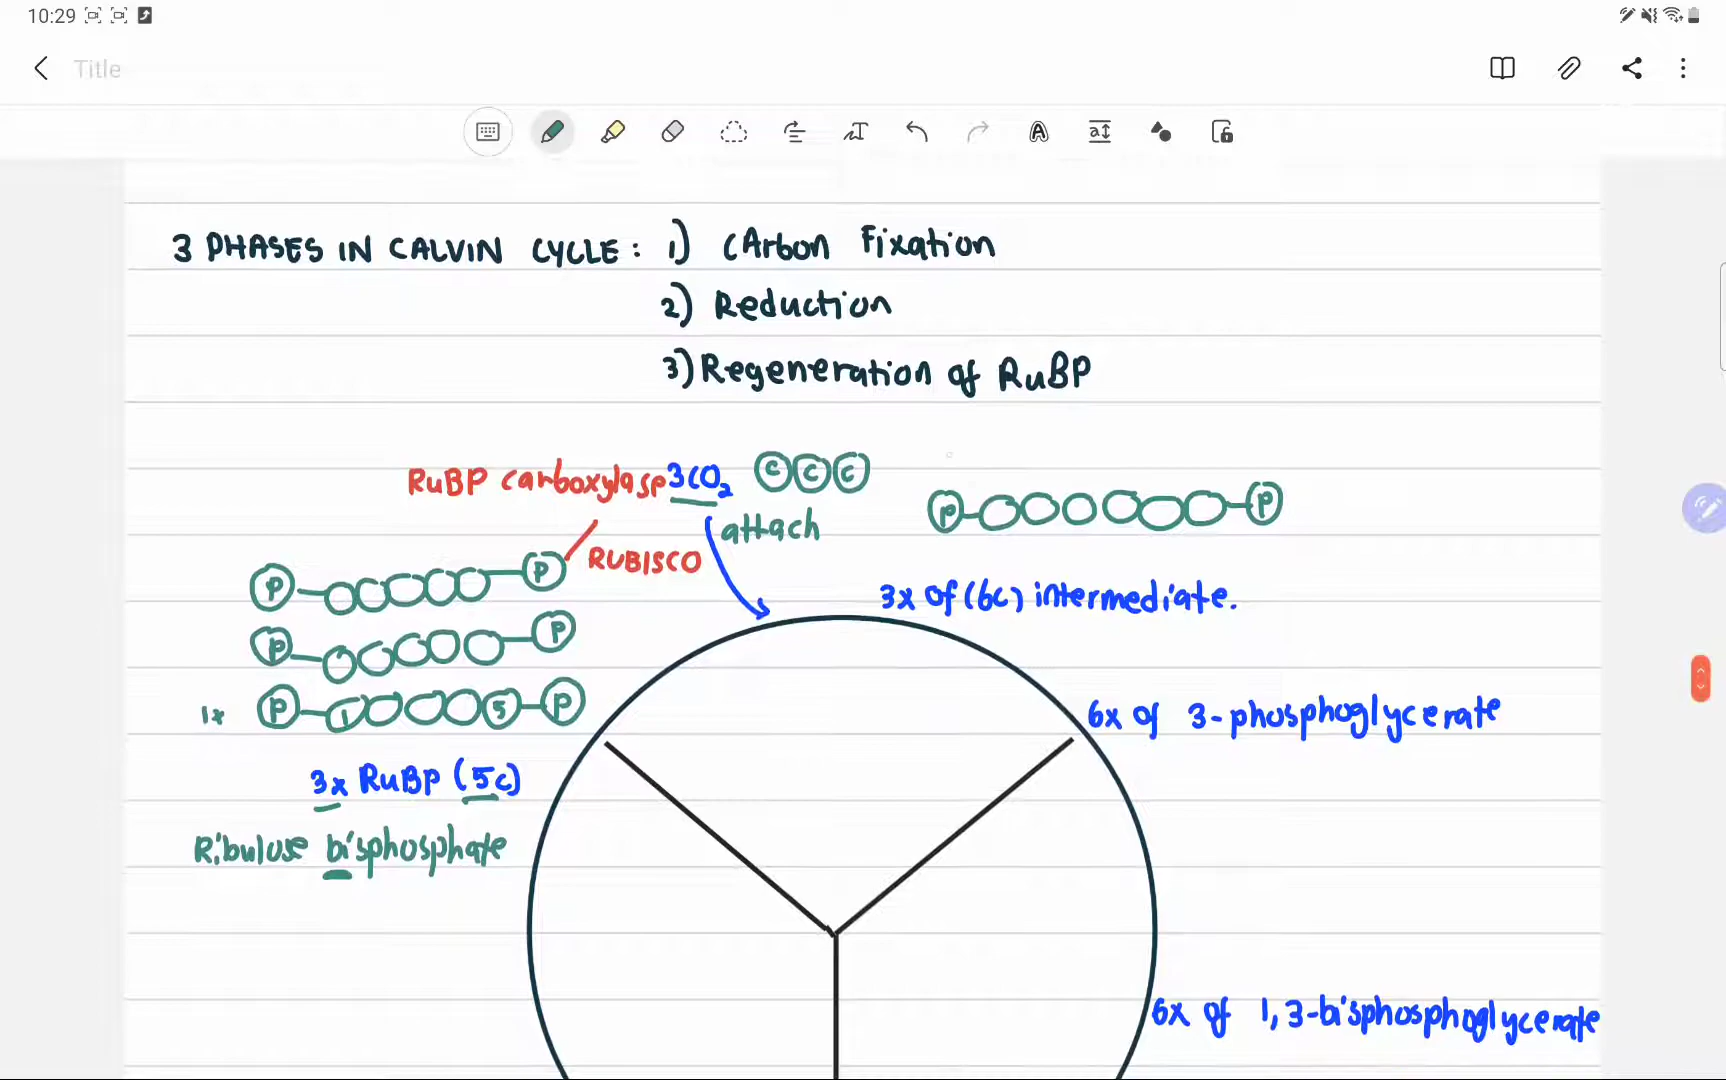 10:29
Title
3 PHASES IN CALVIN CYCLE: 1) CArbon Fixation
2) Reduction
3) Regeneration of RuBP
RuBP carboxylase 3CO₂ C C C
attach
P P
RUBISCO
P P
3x of (6c) intermediate.
P P
1x P 1 5 P
6x of 3-phosphoglycerate
3x RuBP (5c)
Ribulose bisphosphate
6x of 1,3-bisphosphoglycerate